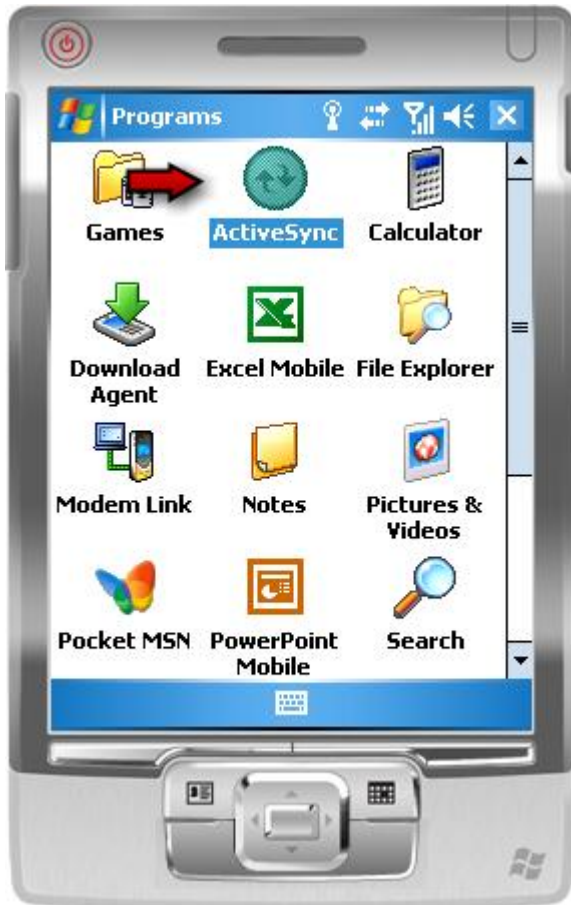 Programs
Games
ActiveSync
Calculator
Download
Agent
Excel Mobile
File Explorer
Modem Link
Notes
Pictures &
Videos
Pocket MSN
PowerPoint
Mobile
Search